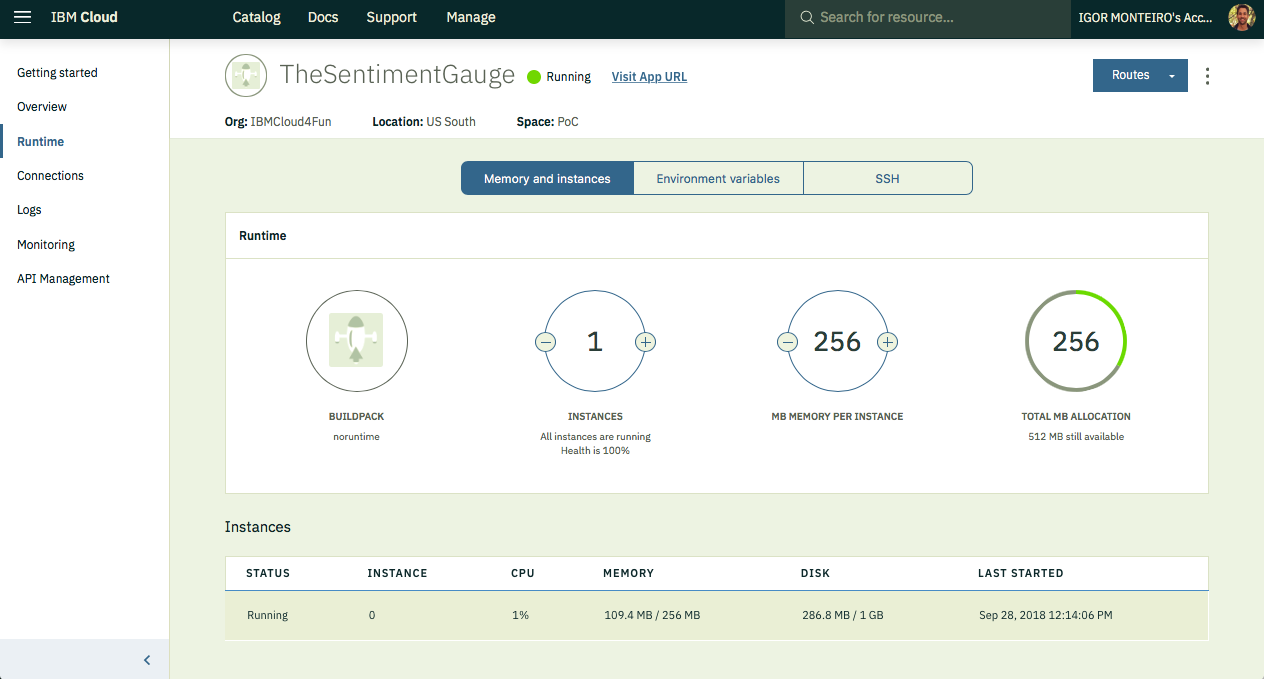 IBM Cloud Catalog Docs Support Manage Search for resource... IGOR MONTEIRO's Acc...
Getting started
Overview
Runtime
Connections
Logs
Monitoring
API Management
TheSentimentGauge Running Visit App URL Routes
Org: IBMCloud4Fun Location: US South Space: PoC
Memory and instances Environment variables SSH
Runtime
1 256 256
BUILDPACK INSTANCES MB MEMORY PER INSTANCE TOTAL MB ALLOCATION
noruntime All instances are running 512 MB still available
Health is 100%
Instances
STATUS INSTANCE CPU MEMORY DISK LAST STARTED
Running 0 1% 109.4 MB / 256 MB 286.8 MB / 1 GB Sep 28, 2018 12:14:06 PM